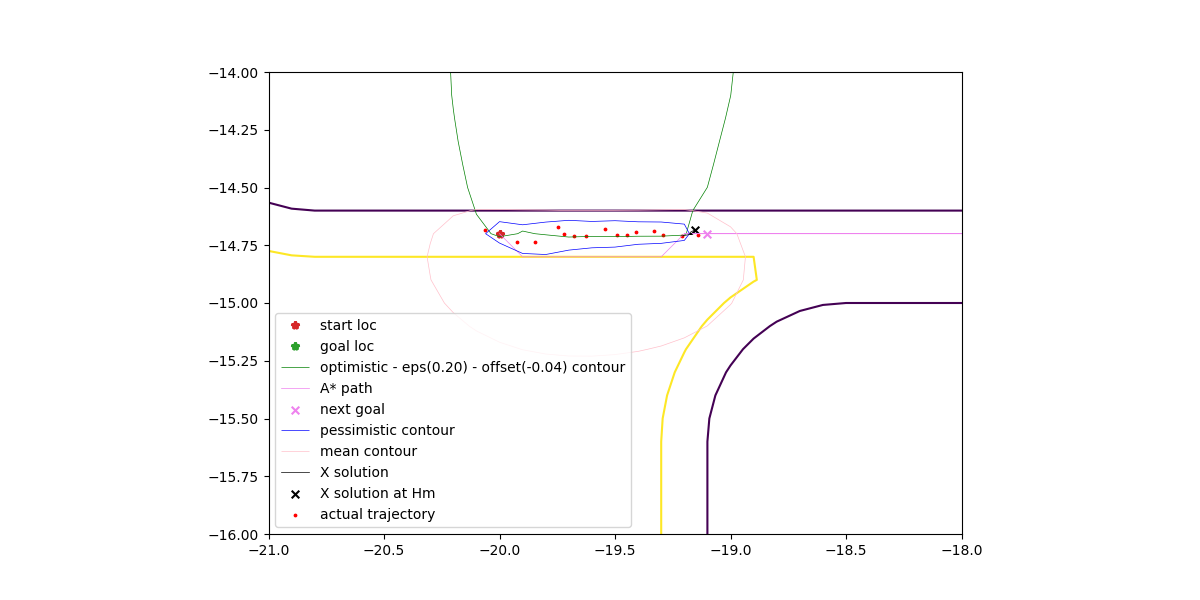 −14.00
−14.25
−14.50
−14.75
−15.00
−15.25
−15.50
−15.75
−16.00
start loc
goal loc
optimistic - eps(0.20) - offset(-0.04) contour
A* path
next goal
pessimistic contour
mean contour
X solution
X solution at Hm
actual trajectory
−21.0 −20.5 −20.0 −19.5 −19.0 −18.5 −18.0